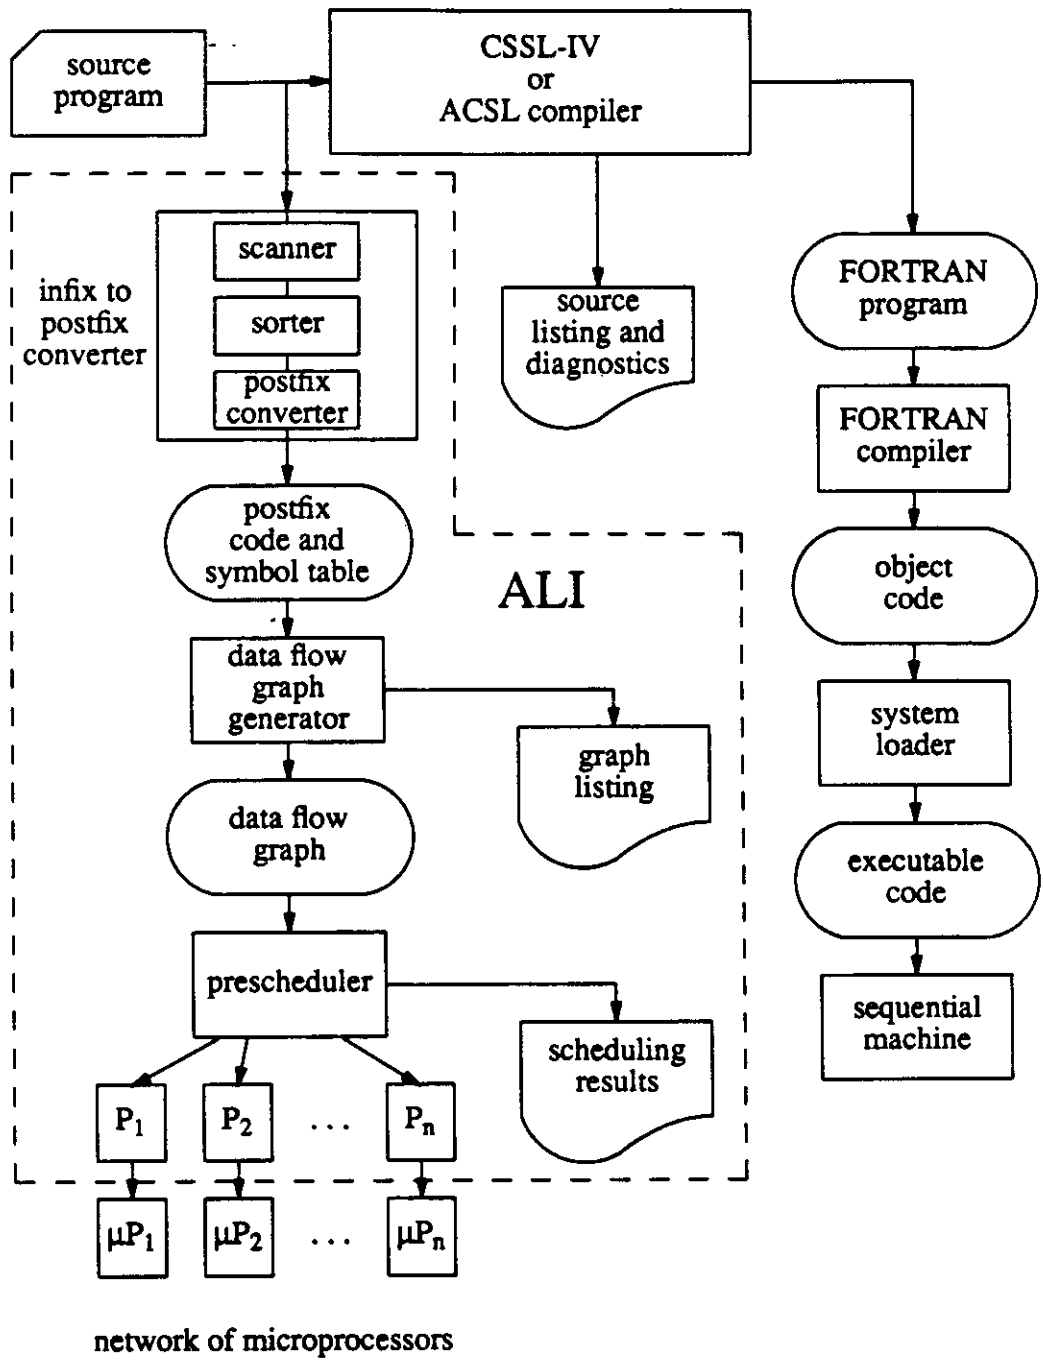 source
program
CSSL-IV
or
ACSL compiler
infix to
postfix
converter
scanner
sorter
postfix
converter
source
listing and
diagnostics
FORTRAN
program
FORTRAN
compiler
postfix
code and
symbol table
ALI
object
code
data flow
graph
generator
graph
listing
system
loader
data flow
graph
executable
code
prescheduler
scheduling
results
sequential
machine
P1 P2 ... Pn
μP1 μP2 ... μPn
network of microprocessors